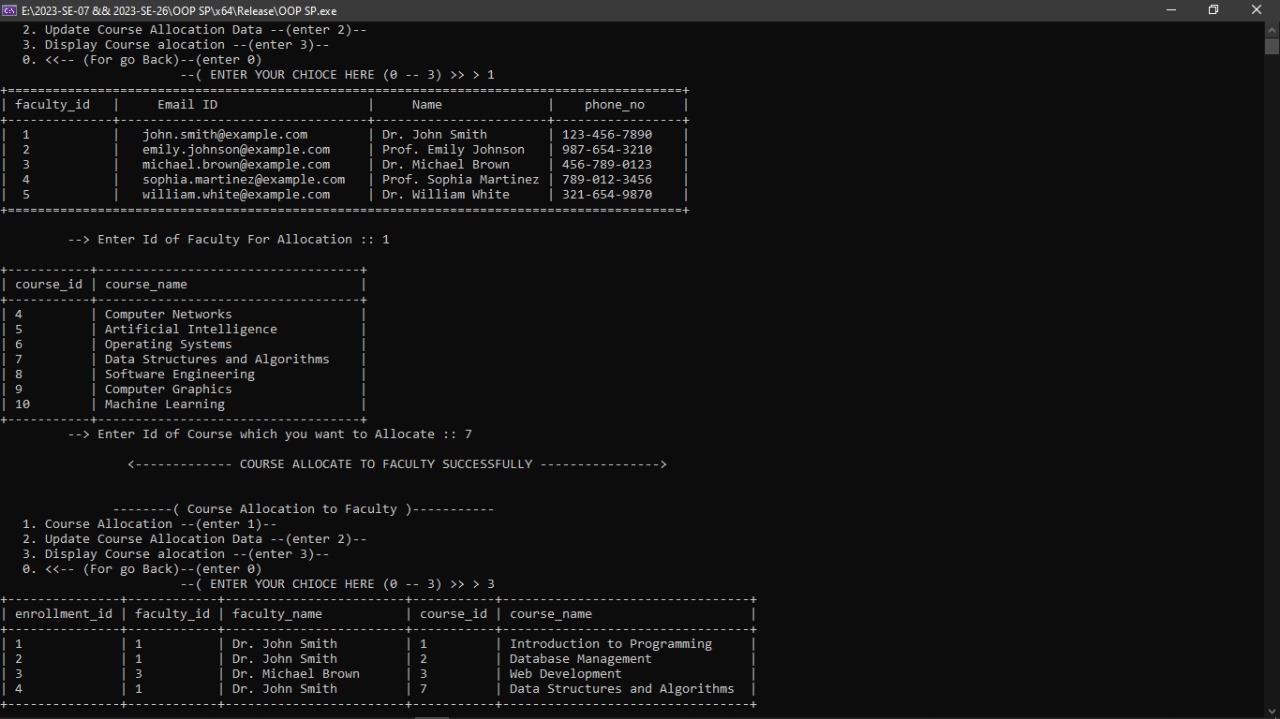 E:\2023-SE-07 && 2023-SE-26\OOP SP\x64\Release\OOP SP.exe
2. Update Course Allocation Data --(enter 2)--
3. Display Course alocation --(enter 3)--
0. <<-- (For go Back)--(enter 0)
--( ENTER YOUR CHIOCE HERE (0 -- 3) >> > 1
+==========================================================================================+
| faculty_id   |     Email ID                    |     Name              |    phone_no     |
+--------------+---------------------------------+-----------------------+-----------------+
|  1           |   john.smith@example.com        | Dr. John Smith        | 123-456-7890    |
|  2           |   emily.johnson@example.com     | Prof. Emily Johnson   | 987-654-3210    |
|  3           |   michael.brown@example.com     | Dr. Michael Brown     | 456-789-0123    |
|  4           |   sophia.martinez@example.com   | Prof. Sophia Martinez | 789-012-3456    |
|  5           |   william.white@example.com     | Dr. William White     | 321-654-9870    |
+==========================================================================================+
--> Enter Id of Faculty For Allocation :: 1
+-----------+-----------------------------------+
| course_id | course_name                       |
+-----------+-----------------------------------+
| 4         | Computer Networks                 |
| 5         | Artificial Intelligence           |
| 6         | Operating Systems                 |
| 7         | Data Structures and Algorithms    |
| 8         | Software Engineering              |
| 9         | Computer Graphics                 |
| 10        | Machine Learning                  |
+-----------+-----------------------------------+
--> Enter Id of Course which you want to Allocate :: 7
<------------- COURSE ALLOCATE TO FACULTY SUCCESSFULLY ---------------->
--------( Course Allocation to Faculty )-----------
1. Course Allocation --(enter 1)--
2. Update Course Allocation Data --(enter 2)--
3. Display Course alocation --(enter 3)--
0. <<-- (For go Back)--(enter 0)
--( ENTER YOUR CHIOCE HERE (0 -- 3) >> > 3
+---------------+------------+------------------------+-----------+---------------------------------+
| enrollment_id | faculty_id | faculty_name           | course_id | course_name                     |
+---------------+------------+------------------------+-----------+---------------------------------+
| 1             | 1          | Dr. John Smith         | 1         | Introduction to Programming     |
| 2             | 1          | Dr. John Smith         | 2         | Database Management             |
| 3             | 3          | Dr. Michael Brown      | 3         | Web Development                 |
| 4             | 1          | Dr. John Smith         | 7         | Data Structures and Algorithms  |
+---------------+------------+------------------------+-----------+---------------------------------+